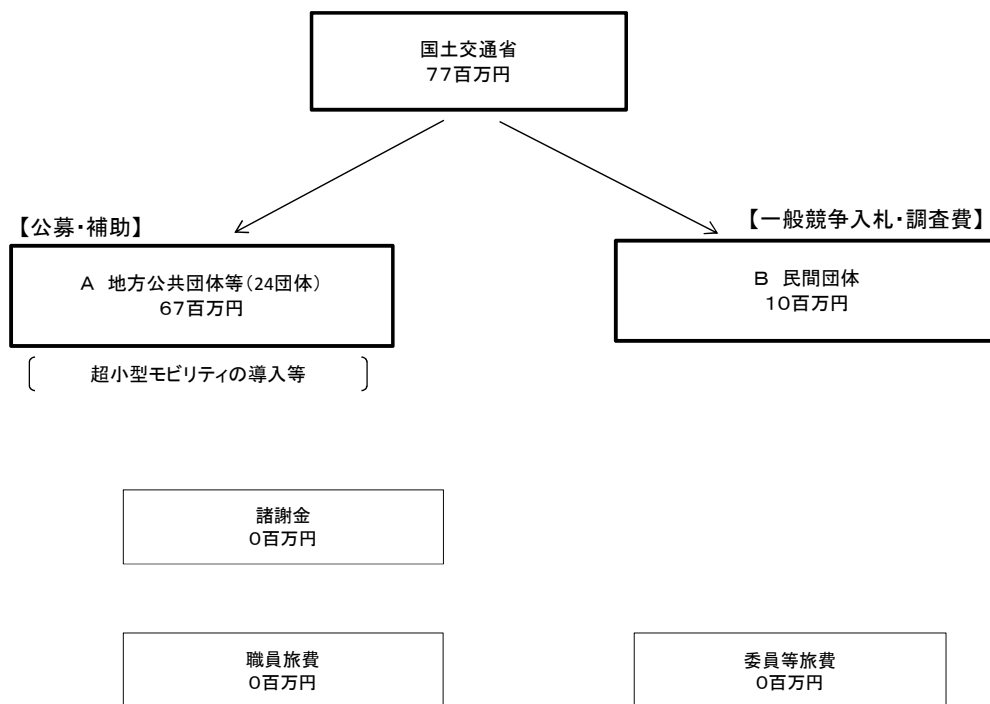 国土交通省
７７百万円
【公募・補助】
【一般競争入札・調査費】
A 地方公共団体等（24団体）
６７百万円
B 民間団体
１０百万円
超小型モビリティの導入等
諸謝金
０百万円
職員旅費
０百万円
委員等旅費
０百万円